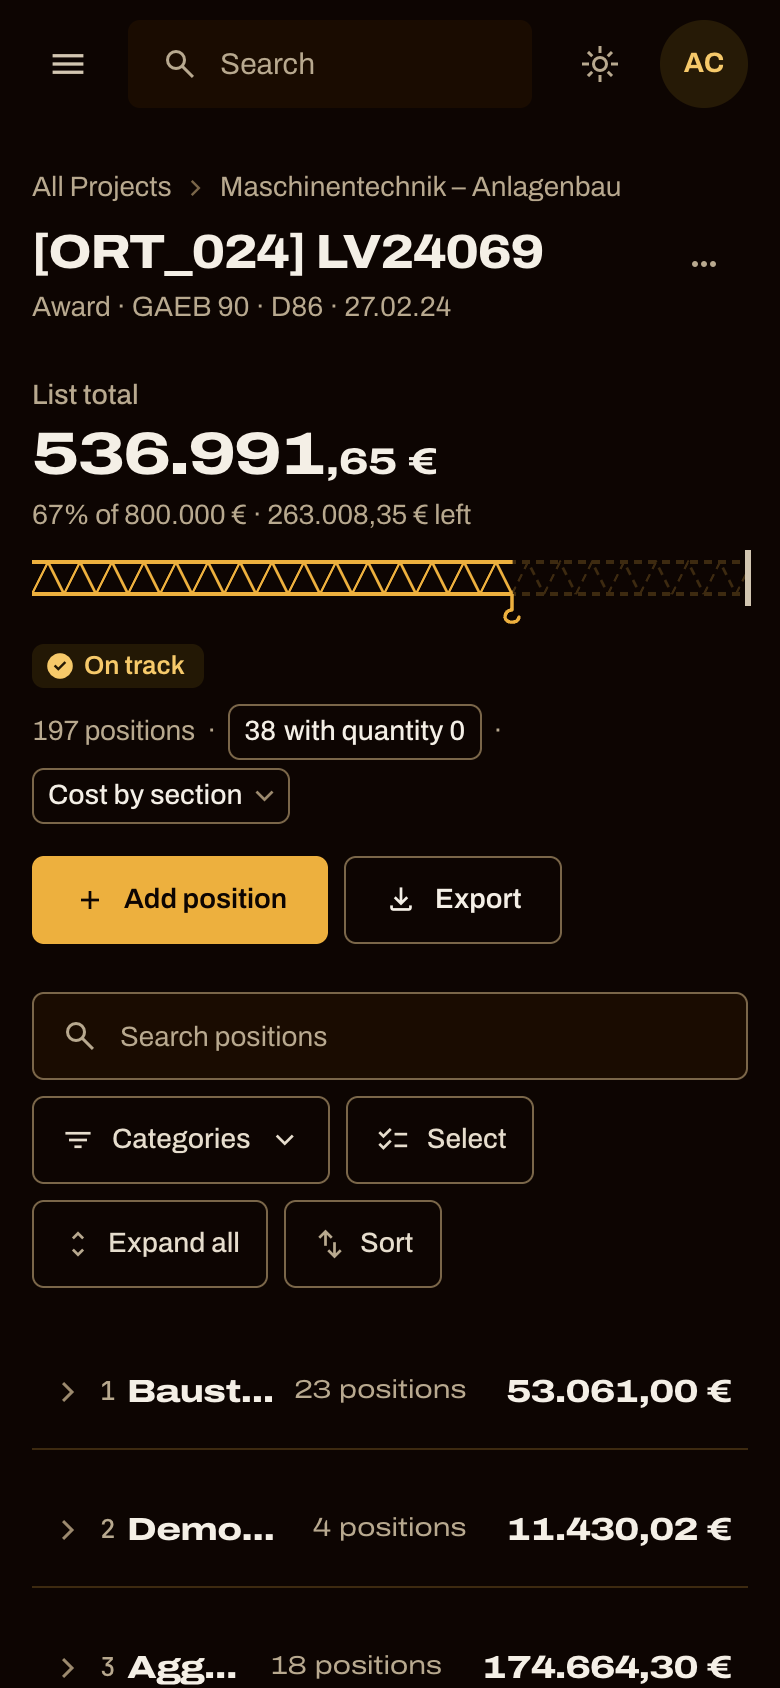 Search
AC
All Projects > Maschinentechnik – Anlagenbau
[ORT_024] LV24069
...
Award · GAEB 90 · D86 · 27.02.24
List total
536.991,65 €
67% of 800.000 € · 263.008,35 € left
On track
197 positions · 38 with quantity 0 ·
Cost by section
+ Add position
Export
Search positions
Categories
Select
Expand all
Sort
1 Baust... 23 positions 53.061,00 €
2 Demo... 4 positions 11.430,02 €
3 Agg... 18 positions 174.664,30 €